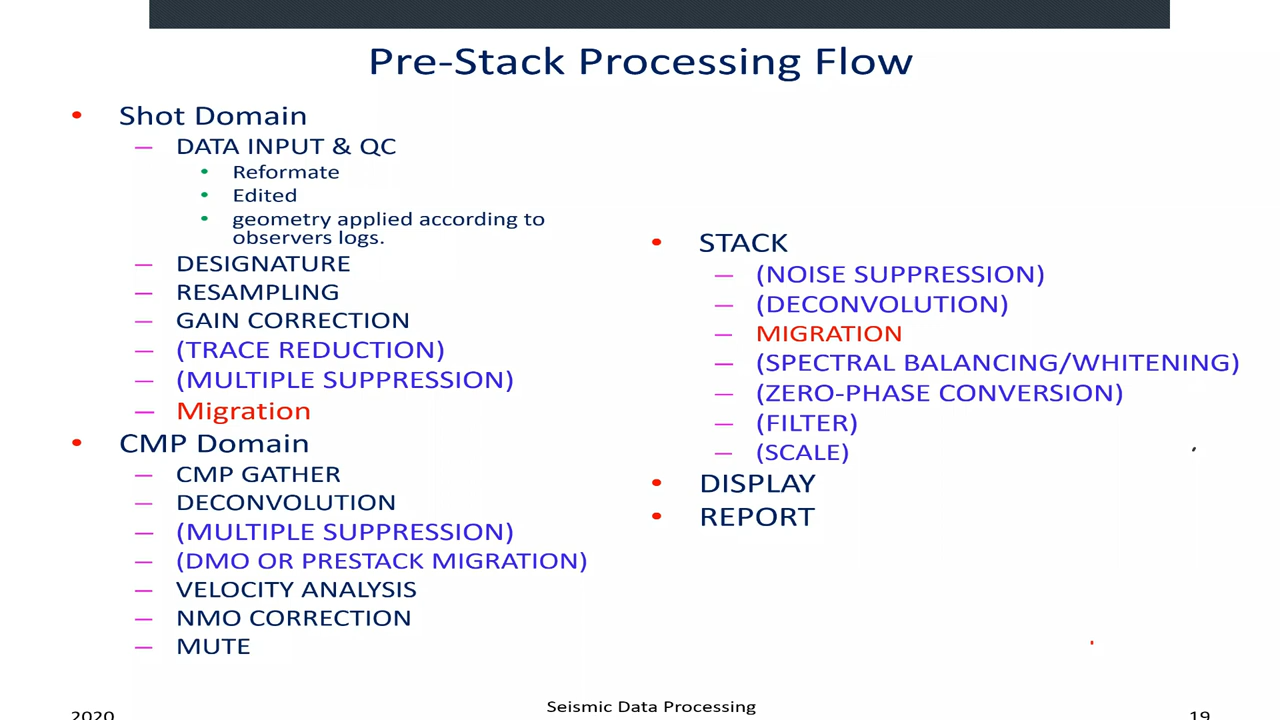 Pre-Stack Processing Flow
• Shot Domain
— DATA INPUT & QC
• Reformate
• Edited
• geometry applied according to
observers logs.
— DESIGNATURE
— RESAMPLING
— GAIN CORRECTION
— (TRACE REDUCTION)
— (MULTIPLE SUPPRESSION)
— Migration
• CMP Domain
— CMP GATHER
— DECONVOLUTION
— (MULTIPLE SUPPRESSION)
— (DMO OR PRESTACK MIGRATION)
— VELOCITY ANALYSIS
— NMO CORRECTION
— MUTE
• STACK
— (NOISE SUPPRESSION)
— (DECONVOLUTION)
— MIGRATION
— (SPECTRAL BALANCING/WHITENING)
— (ZERO-PHASE CONVERSION)
— (FILTER)
— (SCALE)
• DISPLAY
• REPORT
2020
Seismic Data Processing
19